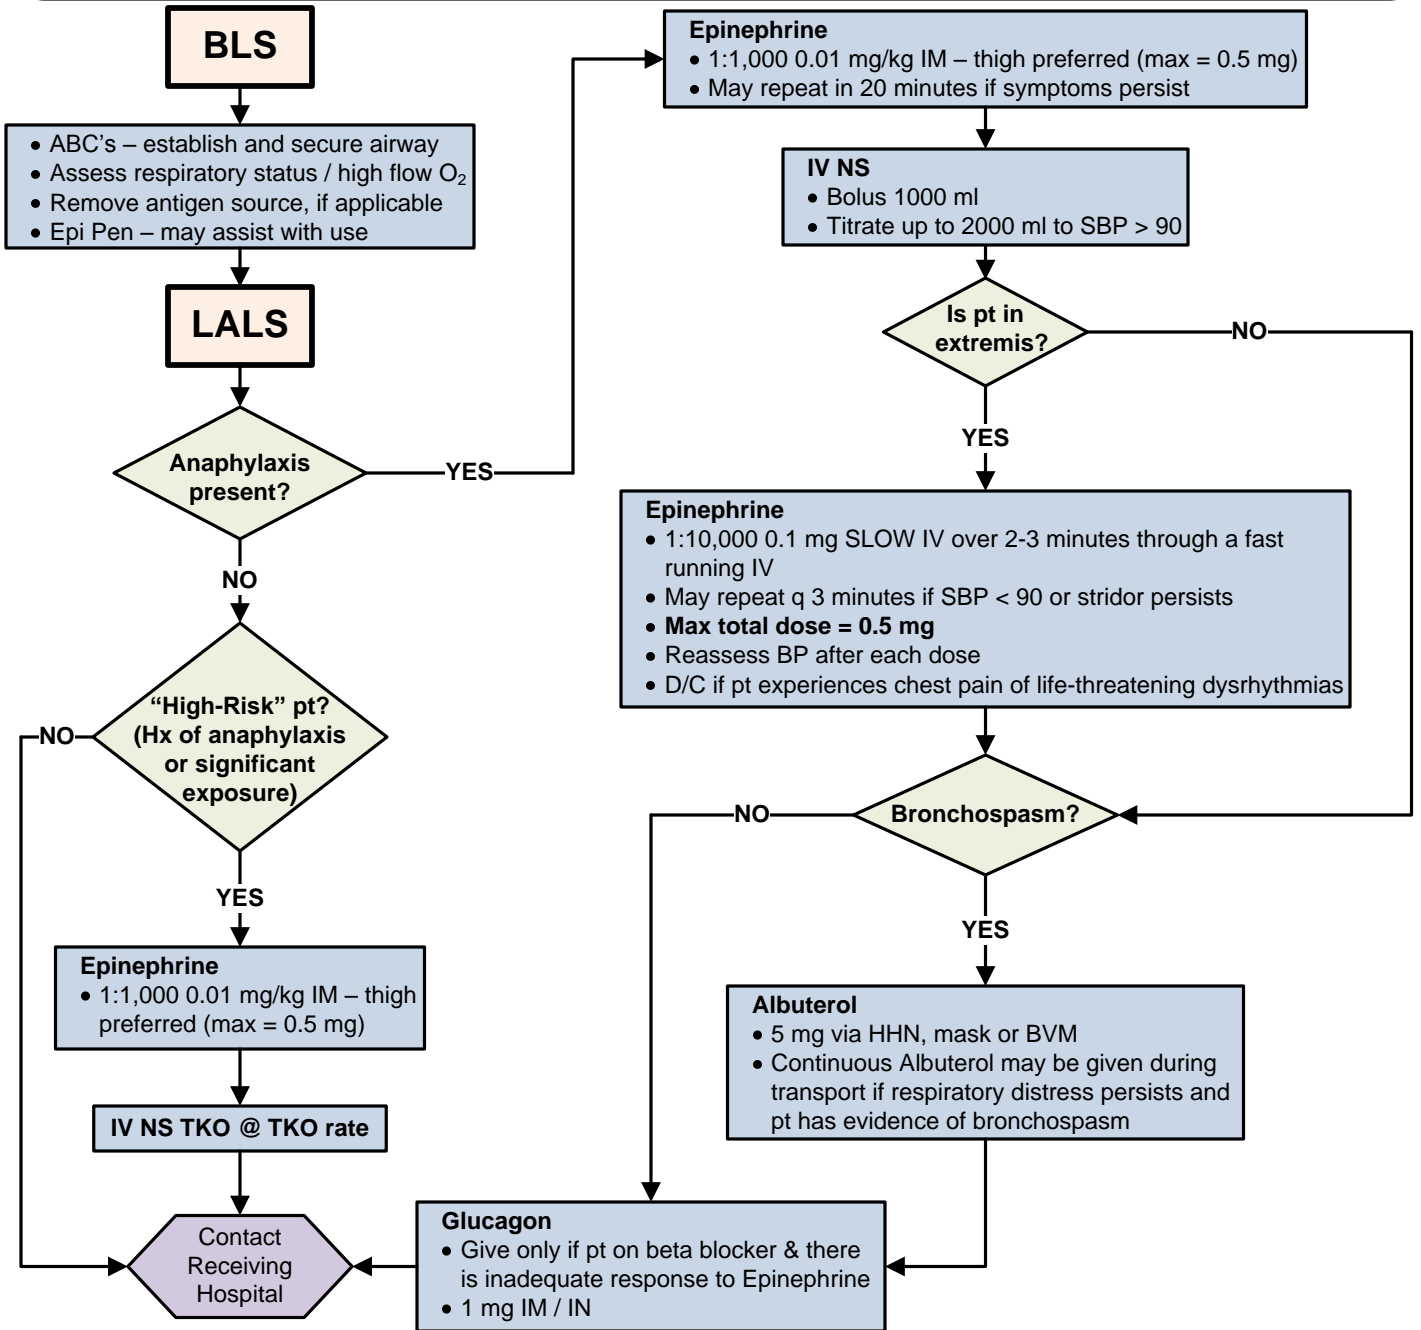 BLS
• ABC’s – establish and secure airway
• Assess respiratory status / high flow O₂
• Remove antigen source, if applicable
• Epi Pen – may assist with use
LALS
Anaphylaxis
present?
YES
NO
“High-Risk” pt?
(Hx of anaphylaxis
or significant
exposure)
NO
YES
Epinephrine
• 1:1,000 0.01 mg/kg IM – thigh
preferred (max = 0.5 mg)
IV NS TKO @ TKO rate
Contact
Receiving
Hospital
Epinephrine
• 1:1,000 0.01 mg/kg IM – thigh preferred (max = 0.5 mg)
• May repeat in 20 minutes if symptoms persist
IV NS
• Bolus 1000 ml
• Titrate up to 2000 ml to SBP > 90
Is pt in
extremis?
NO
YES
Epinephrine
• 1:10,000 0.1 mg SLOW IV over 2-3 minutes through a fast
running IV
• May repeat q 3 minutes if SBP < 90 or stridor persists
• Max total dose = 0.5 mg
• Reassess BP after each dose
• D/C if pt experiences chest pain of life-threatening dysrhythmias
Bronchospasm?
NO
YES
Albuterol
• 5 mg via HHN, mask or BVM
• Continuous Albuterol may be given during
transport if respiratory distress persists and
pt has evidence of bronchospasm
Glucagon
• Give only if pt on beta blocker & there
is inadequate response to Epinephrine
• 1 mg IM / IN